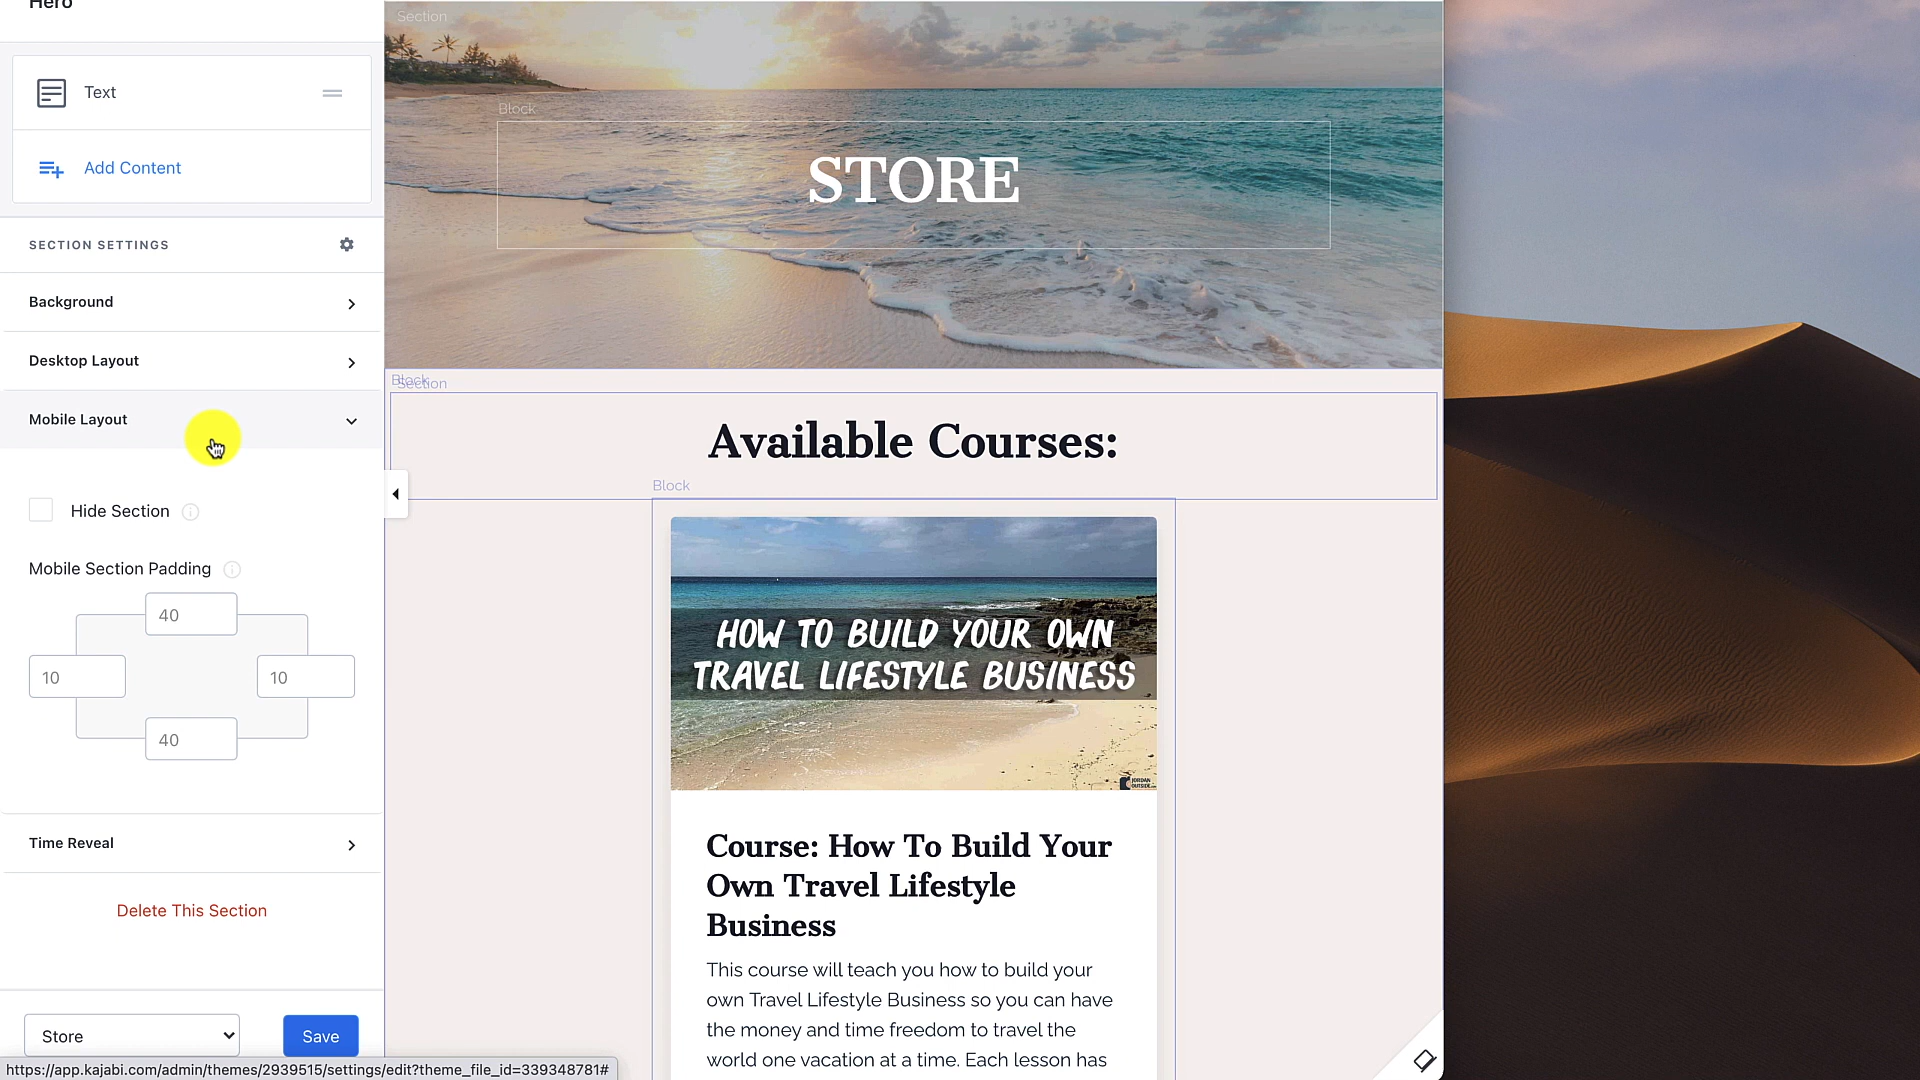 Hero
Text
Add Content
SECTION SETTINGS
Background
Desktop Layout
Mobile Layout
Hide Section
Mobile Section Padding
40
10
10
40
Time Reveal
Delete This Section
Store
Save
https://app.kajabi.com/admin/themes/2939515/settings/edit?theme_file_id=339348781#
Section
Block
STORE
Block
Section
Available Courses:
Block
HOW TO BUILD YOUR OWN
TRAVEL LIFESTYLE BUSINESS
JORDAN
OUTSIDE
Course: How To Build Your
Own Travel Lifestyle
Business
This course will teach you how to build your
own Travel Lifestyle Business so you can have
the money and time freedom to travel the
world one vacation at a time. Each lesson has